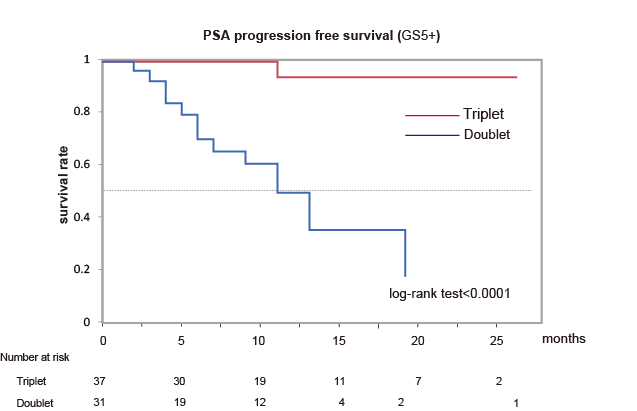 PSA progression free survival (GS5+)
1
0.8
0.6
0.4
0.2
0
survival rate
Triplet
Doublet
log-rank test<0.0001
0 5 10 15 20 25 months
Number at risk
Triplet 37 30 19 11 7 2
Doublet 31 19 12 4 2 1